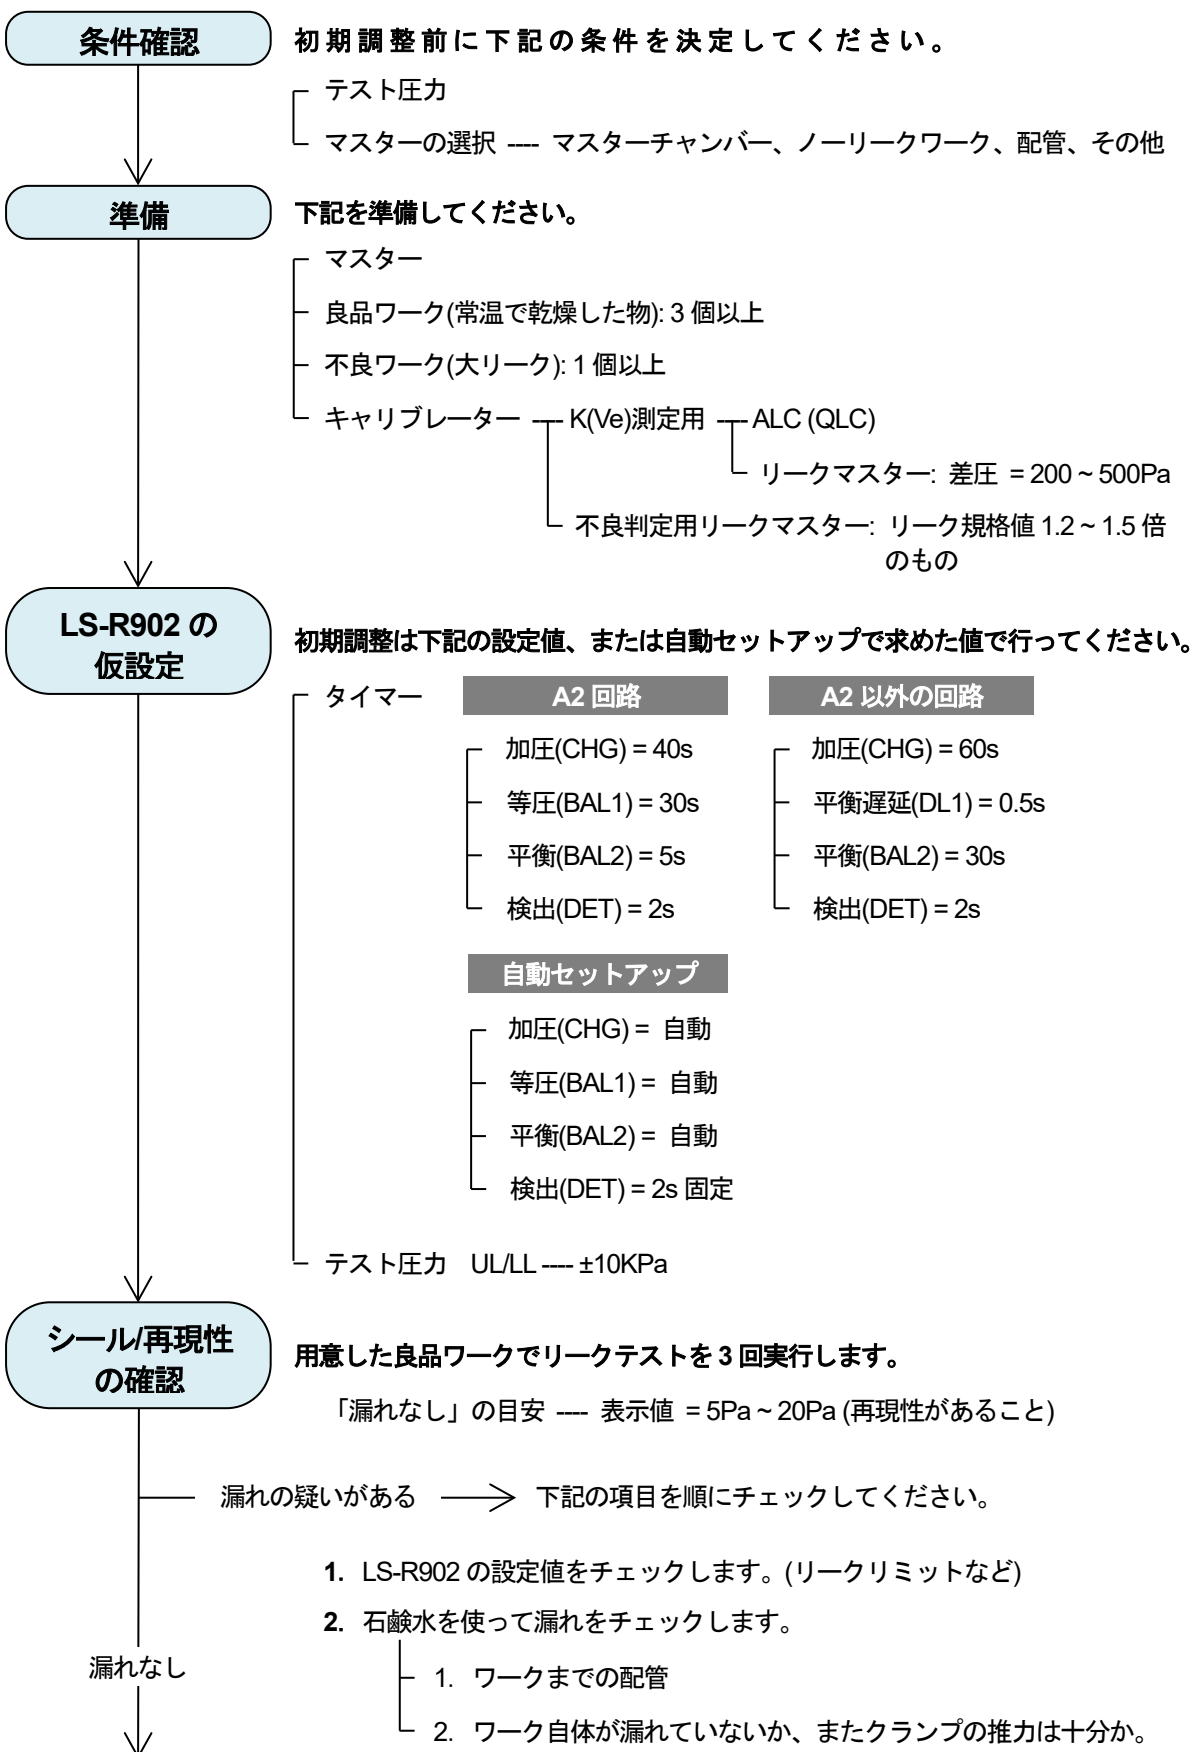 条件確認
初期調整前に下記の条件を決定してください。
テスト圧力
マスターの選択 ---- マスターチャンバー、ノーリークワーク、配管、その他
準備
下記を準備してください。
マスター
良品ワーク(常温で乾燥した物): 3 個以上
不良ワーク(大リーク): 1 個以上
キャリブレーター ---- K(Ve)測定用 ---- ALC (QLC)
リークマスター: 差圧 = 200 ~ 500Pa
不良判定用リークマスター: リーク規格値 1.2 ~ 1.5 倍
のもの
LS-R902 の
仮設定
初期調整は下記の設定値、または自動セットアップで求めた値で行ってください。
タイマー
A2 回路
A2 以外の回路
加圧(CHG) = 40s
加圧(CHG) = 60s
等圧(BAL1) = 30s
平衡遅延(DL1) = 0.5s
平衡(BAL2) = 5s
平衡(BAL2) = 30s
検出(DET) = 2s
検出(DET) = 2s
自動セットアップ
加圧(CHG) = 自動
等圧(BAL1) = 自動
平衡(BAL2) = 自動
検出(DET) = 2s 固定
テスト圧力 UL/LL ---- ±10KPa
シール/再現性
の確認
用意した良品ワークでリークテストを 3 回実行します。
「漏れなし」の目安 ---- 表示値 = 5Pa ~ 20Pa (再現性があること)
漏れの疑いがある
下記の項目を順にチェックしてください。
1. LS-R902 の設定値をチェックします。(リークリミットなど)
2. 石鹸水を使って漏れをチェックします。
漏れなし
1. ワークまでの配管
2. ワーク自体が漏れていないか、またクランプの推力は十分か。